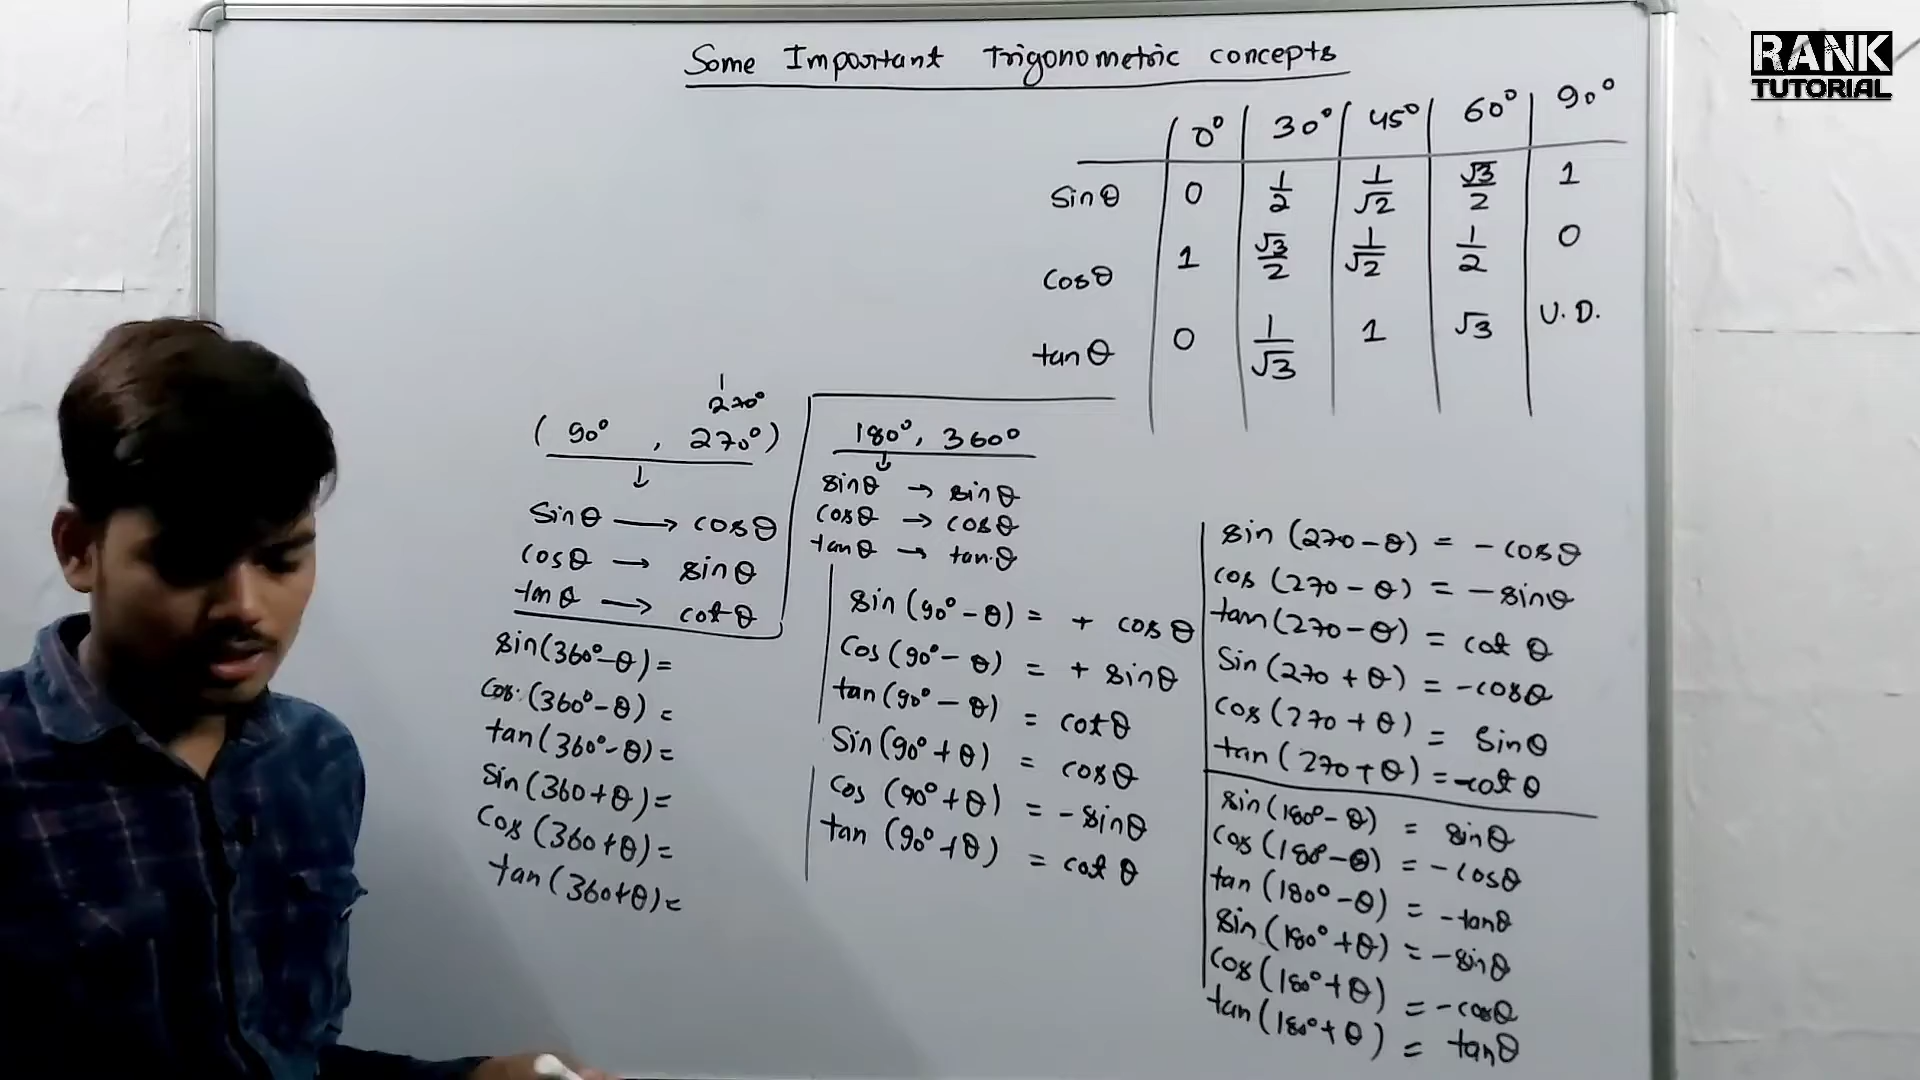 Some Important Trigonometric concepts
RANK
TUTORIAL
0° 30° 45° 60° 90°
sinθ 0 1/2 1/√2 √3/2 1
cosθ 1 √3/2 1/√2 1/2 0
tanθ 0 1/√3 1 √3 U.D.
270°
(90°, 270°)
↓
Sinθ → cosθ
cosθ → sinθ
tanθ → cotθ
180°, 360°
↓
sinθ → sinθ
cosθ → cosθ
tanθ → tanθ
sin(360°-θ)=
cos(360°-θ)=
tan(360°-θ)=
Sin(360+θ)=
Cos(360+θ)=
tan(360+θ)=
sin(90°-θ) = + cosθ
Cos(90°-θ) = + sinθ
tan(90°-θ) = cotθ
Sin(90°+θ) = cosθ
cos(90°+θ) = -sinθ
tan(90°+θ) = cotθ
sin(270-θ) = -cosθ
cos(270-θ) = -sinθ
tan(270-θ) = cotθ
Sin(270+θ) = -cosθ
cos(270+θ) = sinθ
tan(270+θ) = -cotθ
sin(180°-θ) = sinθ
cos(180-θ) = -cosθ
tan(180°-θ) = -tanθ
sin(180°+θ) = -sinθ
cos(180°+θ) = -cosθ
tan(180°+θ) = tanθ